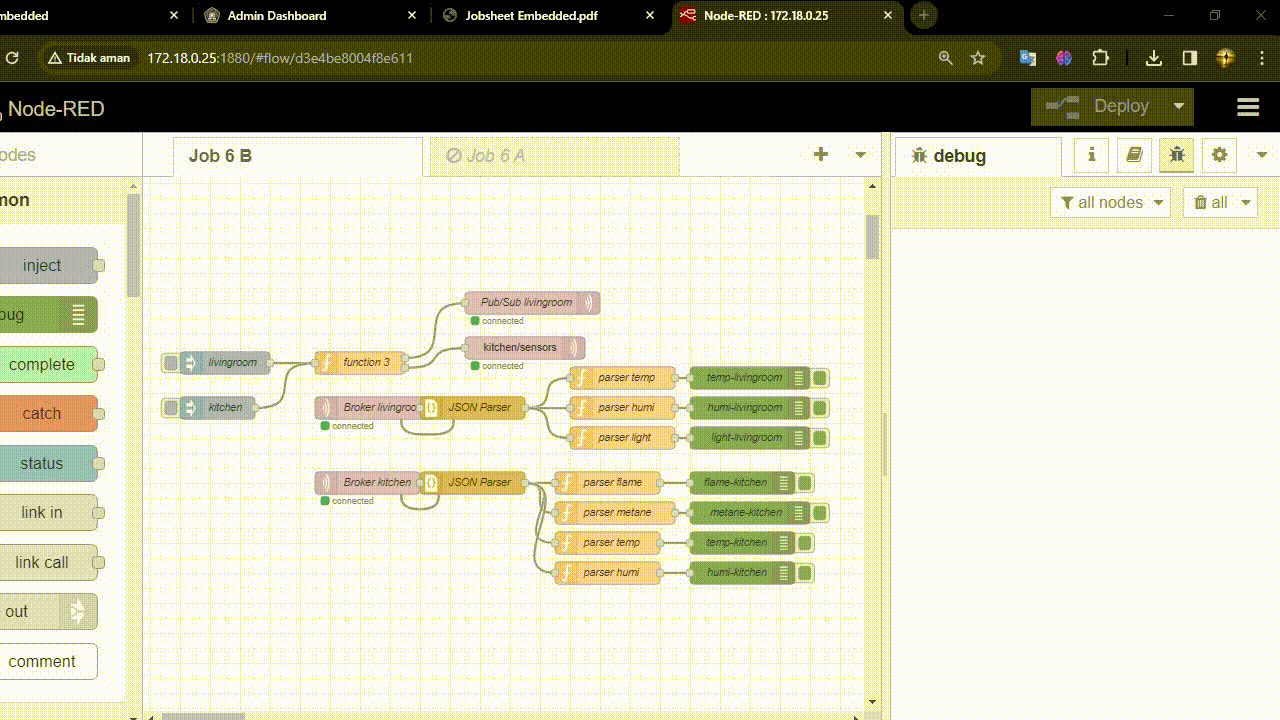 mbedded
Admin Dashboard
Jobsheet Embedded.pdf
Node-RED : 172.18.0.25
Tidak aman
172.18.0.25:1880/#flow/d3e4be8004f8e611
Node-RED
Deploy
odes
Job 6 B
Job 6 A
debug
all nodes
all
mon
inject
bug
complete
catch
status
link in
link call
out
comment
Pub/Sub livingroom
connected
kitchen/sensors
connected
livingroom
function 3
kitchen
Broker livingroo
connected
JSON Parser
parser temp
temp-livingroom
parser humi
humi-livingroom
parser light
light-livingroom
Broker kitchen
connected
JSON Parser
parser flame
flame-kitchen
parser metane
metane-kitchen
parser temp
temp-kitchen
parser humi
humi-kitchen